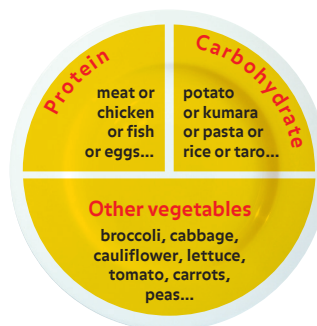 Protein
meat or
chicken
or fish
or eggs...
Carbohydrate
potato
or kumara
or pasta or
rice or taro...
Other vegetables
broccoli, cabbage,
cauliflower, lettuce,
tomato, carrots,
peas...